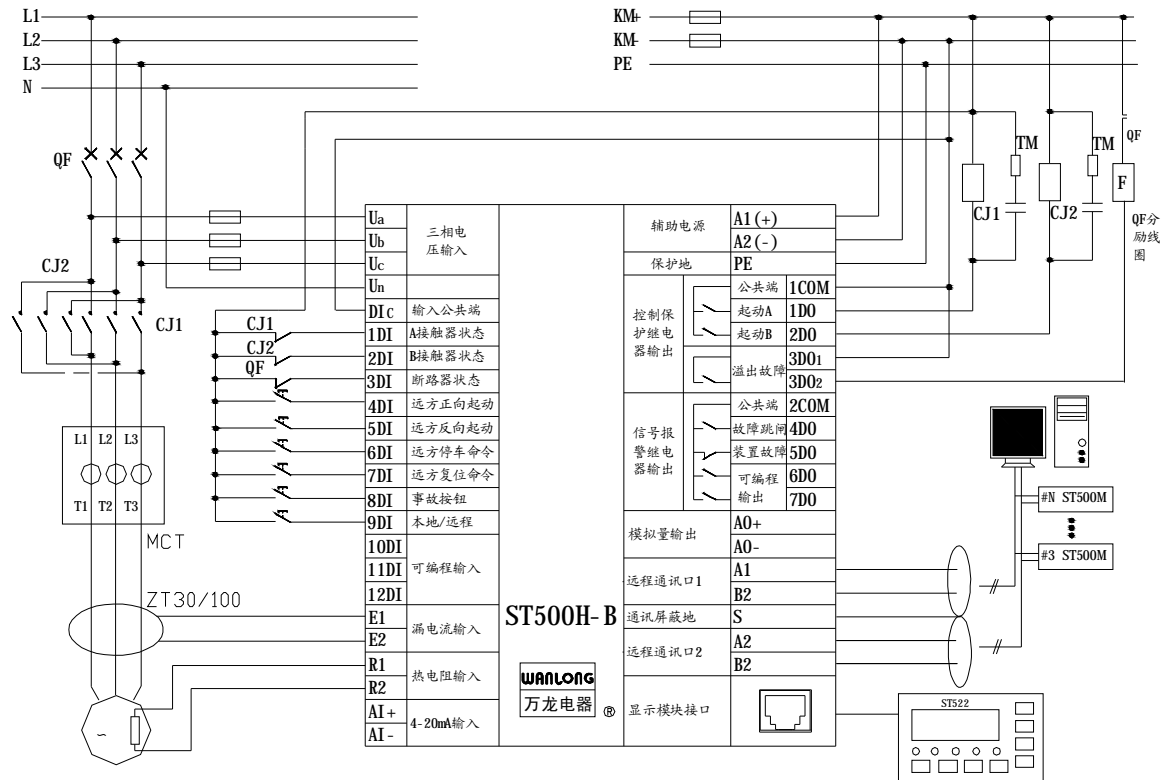 L1
L2
L3
N
KM+
KM-
PE
QF
CJ2
CJ1
TM
CJ1
TM
CJ2
QF
F
QF分
励线
圈
Ua
Ub
Uc
Un
三相电
压输入
DIc 输入公共端
CJ1 1DI A接触器状态
CJ2 2DI B接触器状态
QF 3DI 断路器状态
4DI 远方正向起动
5DI 远方反向起动
6DI 远方停车命令
7DI 远方复位命令
8DI 事故按钮
9DI 本地/远程
10DI
11DI
12DI
可编程输入
E1
E2
漏电流输入
R1
R2
热电阻输入
AI+
AI-
4-20mA输入
ST500H-B
WANLONG
万龙电器 ®
辅助电源
A1(+)
A2(-)
保护地 PE
控制保
护继电
器输出
公共端 1COM
起动A 1DO
起动B 2DO
溢出故障
3DO1
3DO2
信号报
警继电
器输出
公共端 2COM
故障跳闸 4DO
装置故障 5DO
可编程
输出
6DO
7DO
模拟量输出
AO+
AO-
远程通讯口1
A1
B2
通讯屏蔽地 S
远程通讯口2
A2
B2
显示模块接口
L1 L2 L3
T1 T2 T3
MCT
ZT30/100
~
#N ST500M
#3 ST500M
ST522